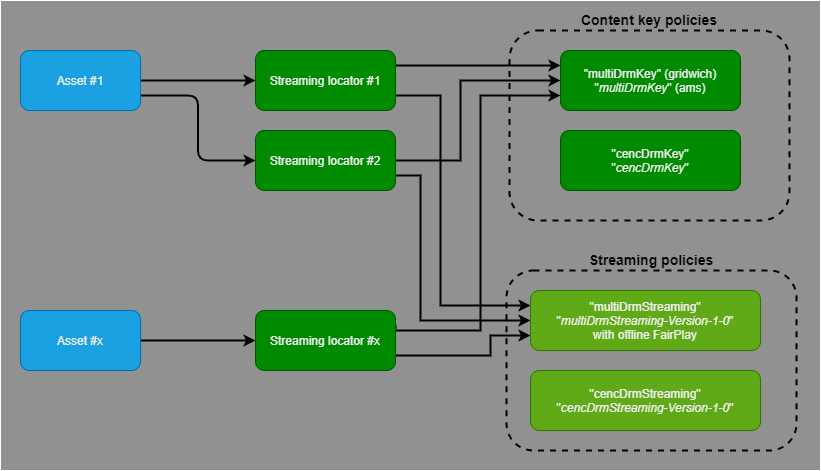 Content key policies
Asset #1
Streaming locator #1
"multiDrmKey" (gridwich)
"multiDrmKey" (ams)
Streaming locator #2
"cencDrmKey"
"cencDrmKey"
Streaming policies
Asset #x
Streaming locator #x
"multiDrmStreaming"
"multiDrmStreaming-Version-1-0"
with offline FairPlay
"cencDrmStreaming"
"cencDrmStreaming-Version-1-0"